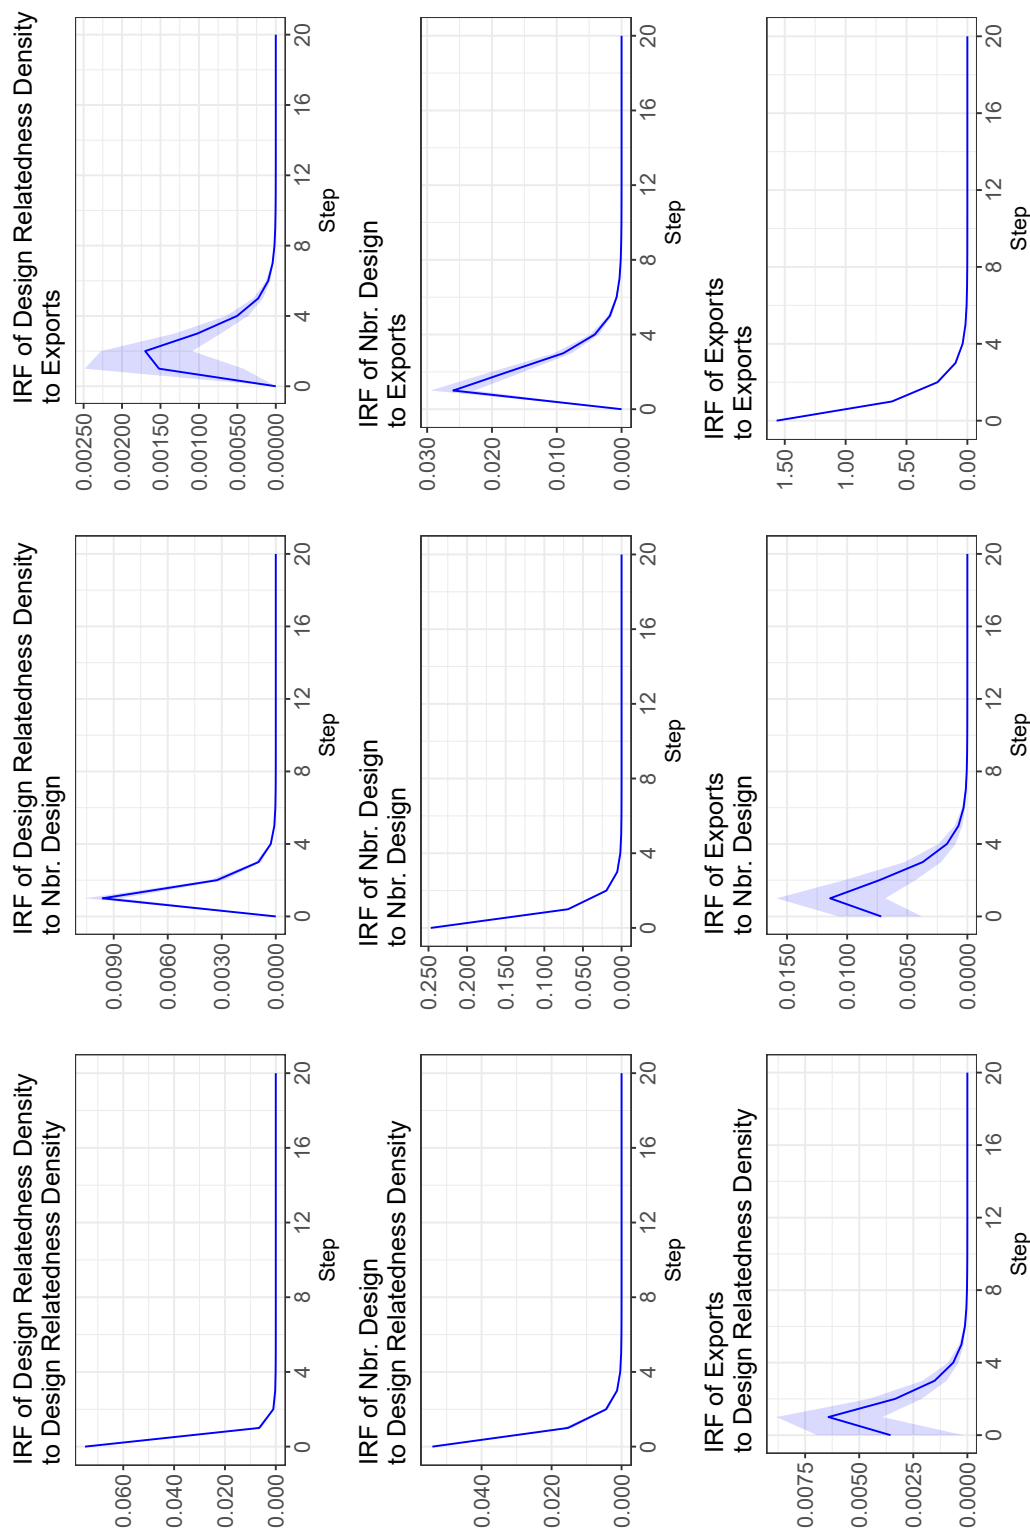 IRF of Design Relatedness Density
to Design Relatedness Density
0.060
0.040
0.020
0.000
0 4 8 12 16 20
Step
IRF of Design Relatedness Density
to Nbr. Design
0.0090
0.0060
0.0030
0.0000
0 4 8 12 16 20
Step
IRF of Design Relatedness Density
to Exports
0.00250
0.00200
0.00150
0.00100
0.00050
0.00000
0 4 8 12 16 20
Step
IRF of Nbr. Design
to Design Relatedness Density
0.040
0.020
0.000
0 4 8 12 16 20
Step
IRF of Nbr. Design
to Nbr. Design
0.250
0.200
0.150
0.100
0.050
0.000
0 4 8 12 16 20
Step
IRF of Nbr. Design
to Exports
0.030
0.020
0.010
0.000
0 4 8 12 16 20
Step
IRF of Exports
to Design Relatedness Density
0.0075
0.0050
0.0025
0.0000
0 4 8 12 16 20
Step
IRF of Exports
to Nbr. Design
0.0150
0.0100
0.0050
0.0000
0 4 8 12 16 20
Step
IRF of Exports
to Exports
1.50
1.00
0.50
0.00
0 4 8 12 16 20
Step